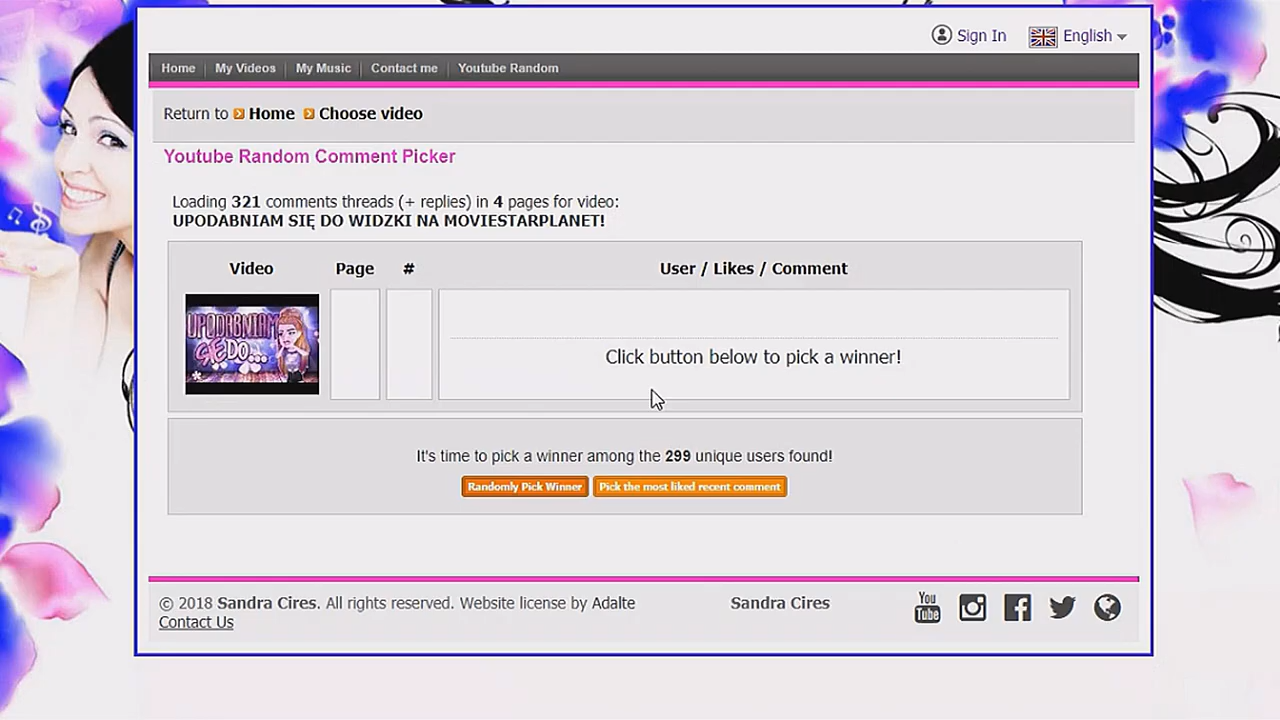 Sign In English
Home My Videos My Music Contact me Youtube Random
Return to Home Choose video
Youtube Random Comment Picker
Loading 321 comments threads (+ replies) in 4 pages for video:
UPODABNIAM SIĘ DO WIDZKI NA MOVIESTARPLANET!
Video Page # User / Likes / Comment
UPODABNIAM
SIĘ DO...
Click button below to pick a winner!
It's time to pick a winner among the 299 unique users found!
Randomly Pick Winner Pick the most liked recent comment
© 2018 Sandra Cires. All rights reserved. Website license by Adalte
Contact Us
Sandra Cires
You
Tube